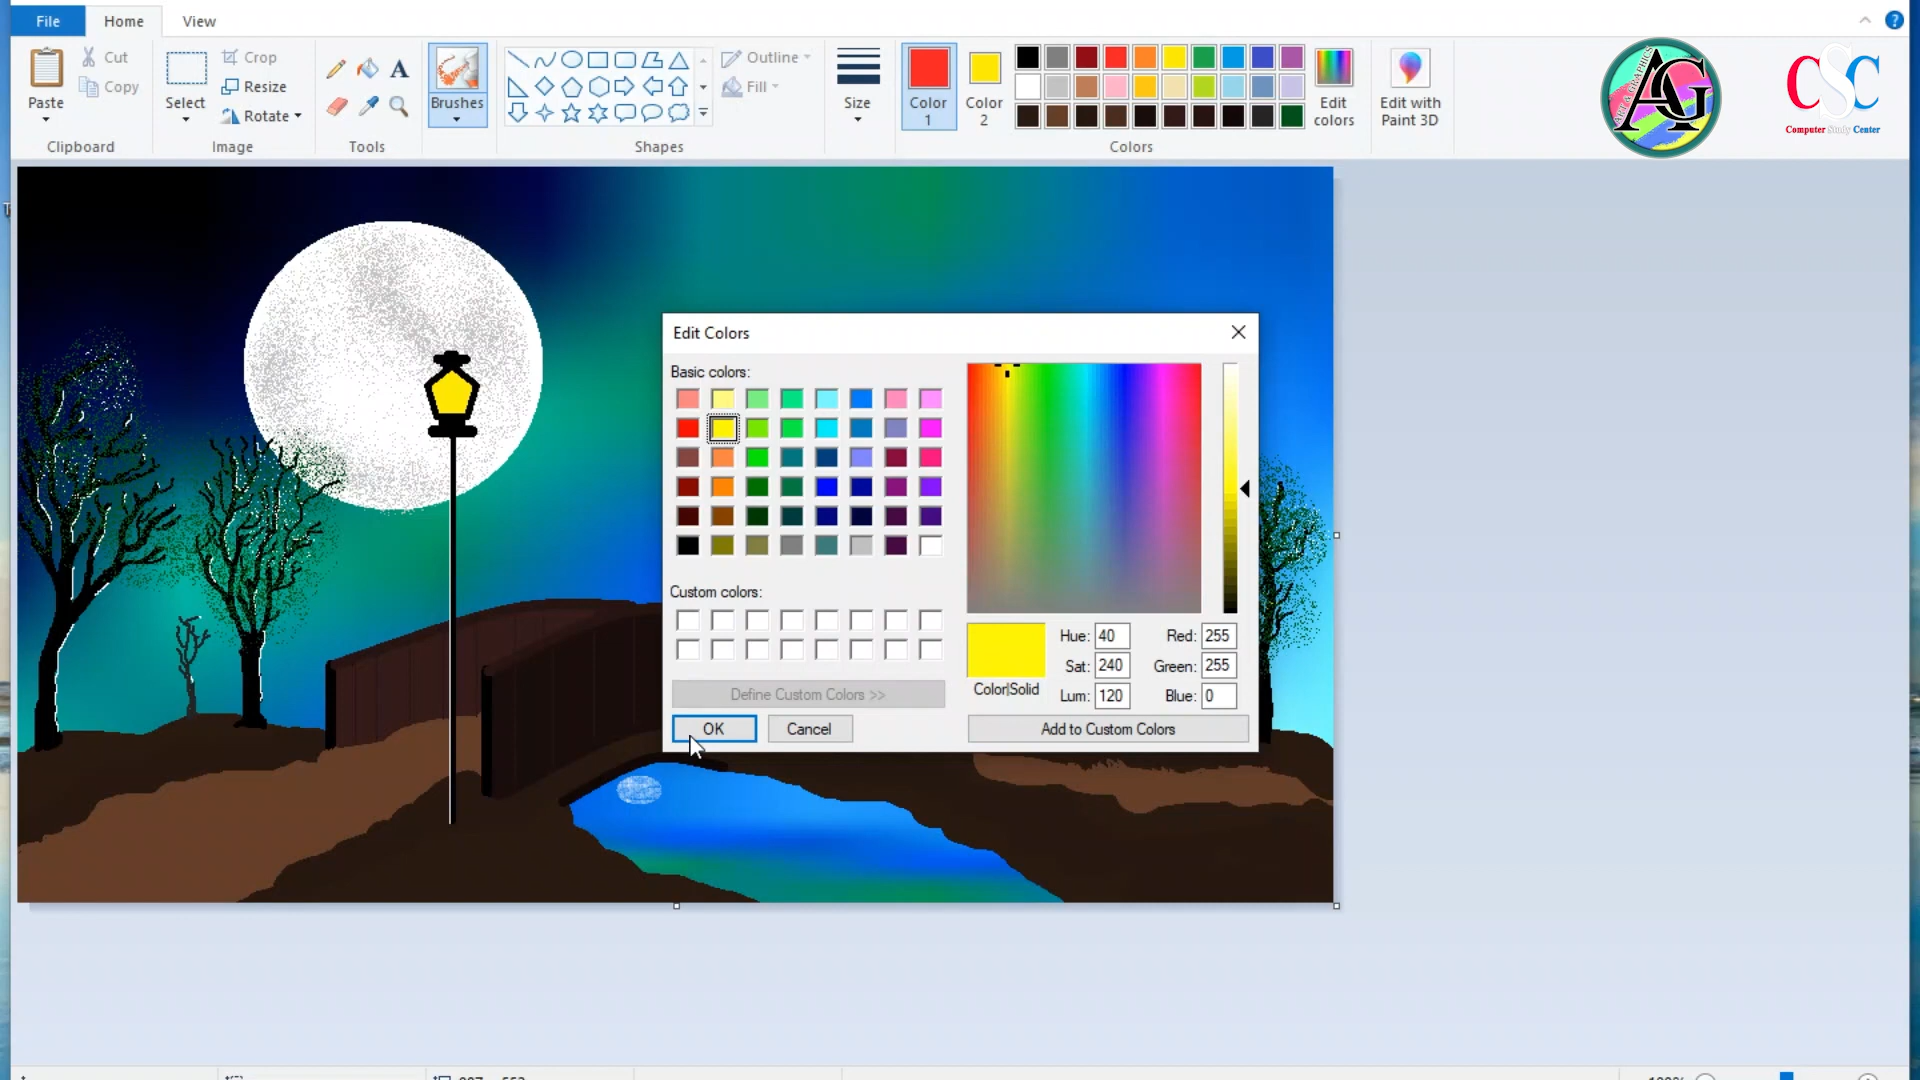 File Home View
Paste
Cut
Copy
Clipboard
Select
Crop
Resize
Rotate
Image
A
Tools
Brushes
Outline
Fill
Shapes
Size
Color 1
Color 2
Edit colors
Edit with Paint 3D
Colors
AG
CSC
Computer Study Center
Edit Colors
Basic colors:
Custom colors:
Define Custom Colors >>
OK Cancel
Color|Solid
Hue: 40 Red: 255
Sat: 240 Green: 255
Lum: 120 Blue: 0
Add to Custom Colors